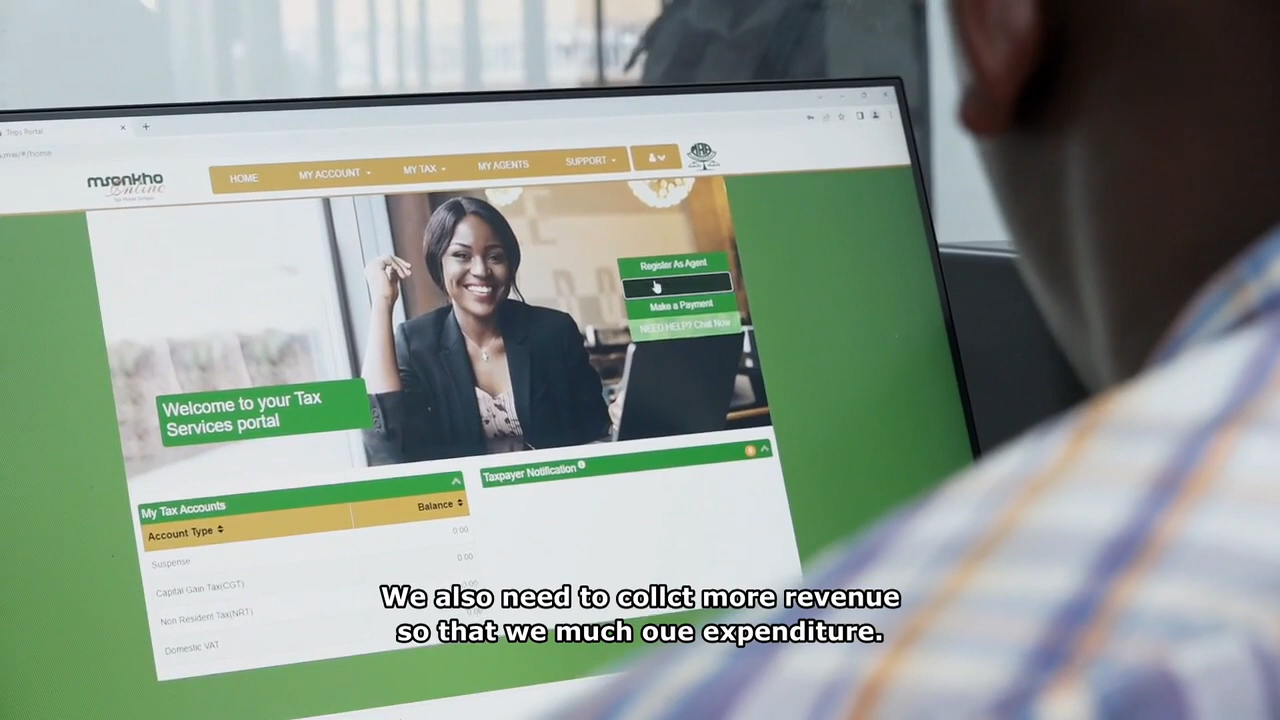 Trips Portal
msonkho
Online
HOME
MY ACCOUNT
MY TAX
MY AGENTS
SUPPORT
MRA
Register As Agent
Make a Payment
NEED HELP? Chat Now
Welcome to your Tax
Services portal
My Tax Accounts
Account Type
Balance
Taxpayer Notification
Suspense
0.00
Capital Gain Tax(CGT)
0.00
Non Resident Tax(NRT)
Domestic VAT
We also need to collct more revenue
so that we much oue expenditure.